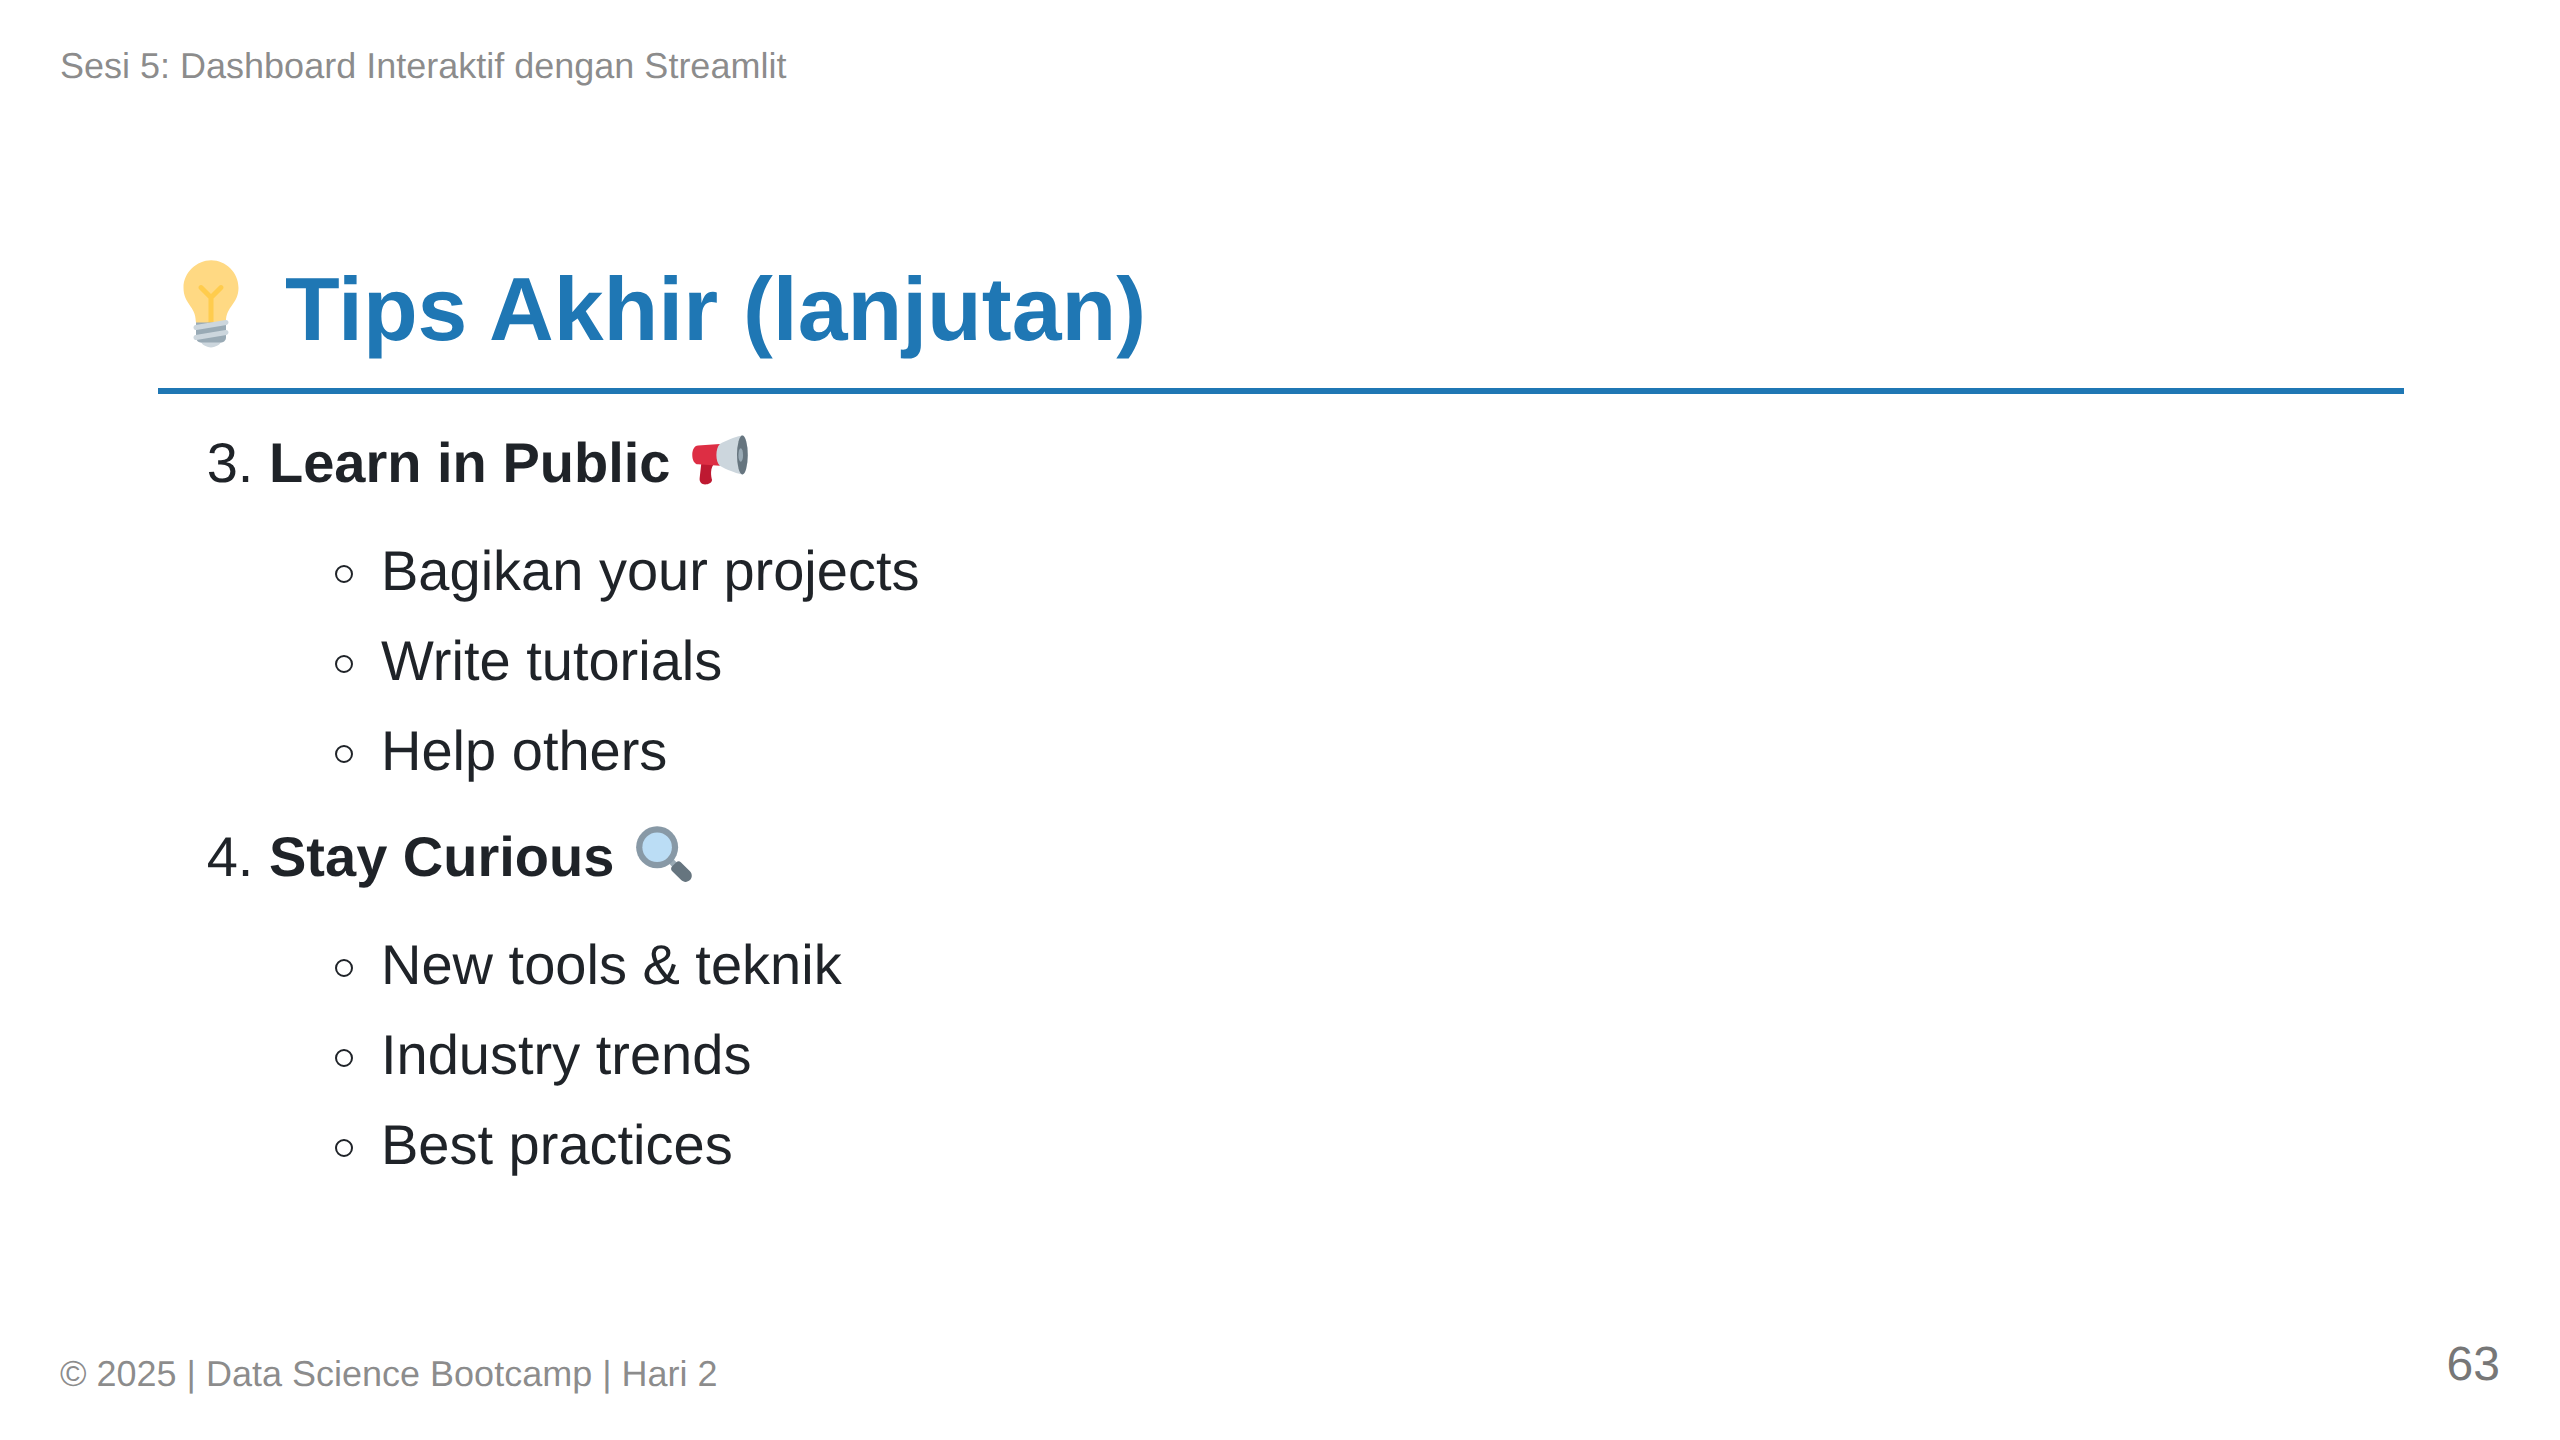 Sesi 5: Dashboard Interaktif dengan Streamlit
💡 Tips Akhir (lanjutan)
3. Learn in Public 📣
○ Bagikan your projects
○ Write tutorials
○ Help others
4. Stay Curious 🔍
○ New tools & teknik
○ Industry trends
○ Best practices
© 2025 | Data Science Bootcamp | Hari 2
63